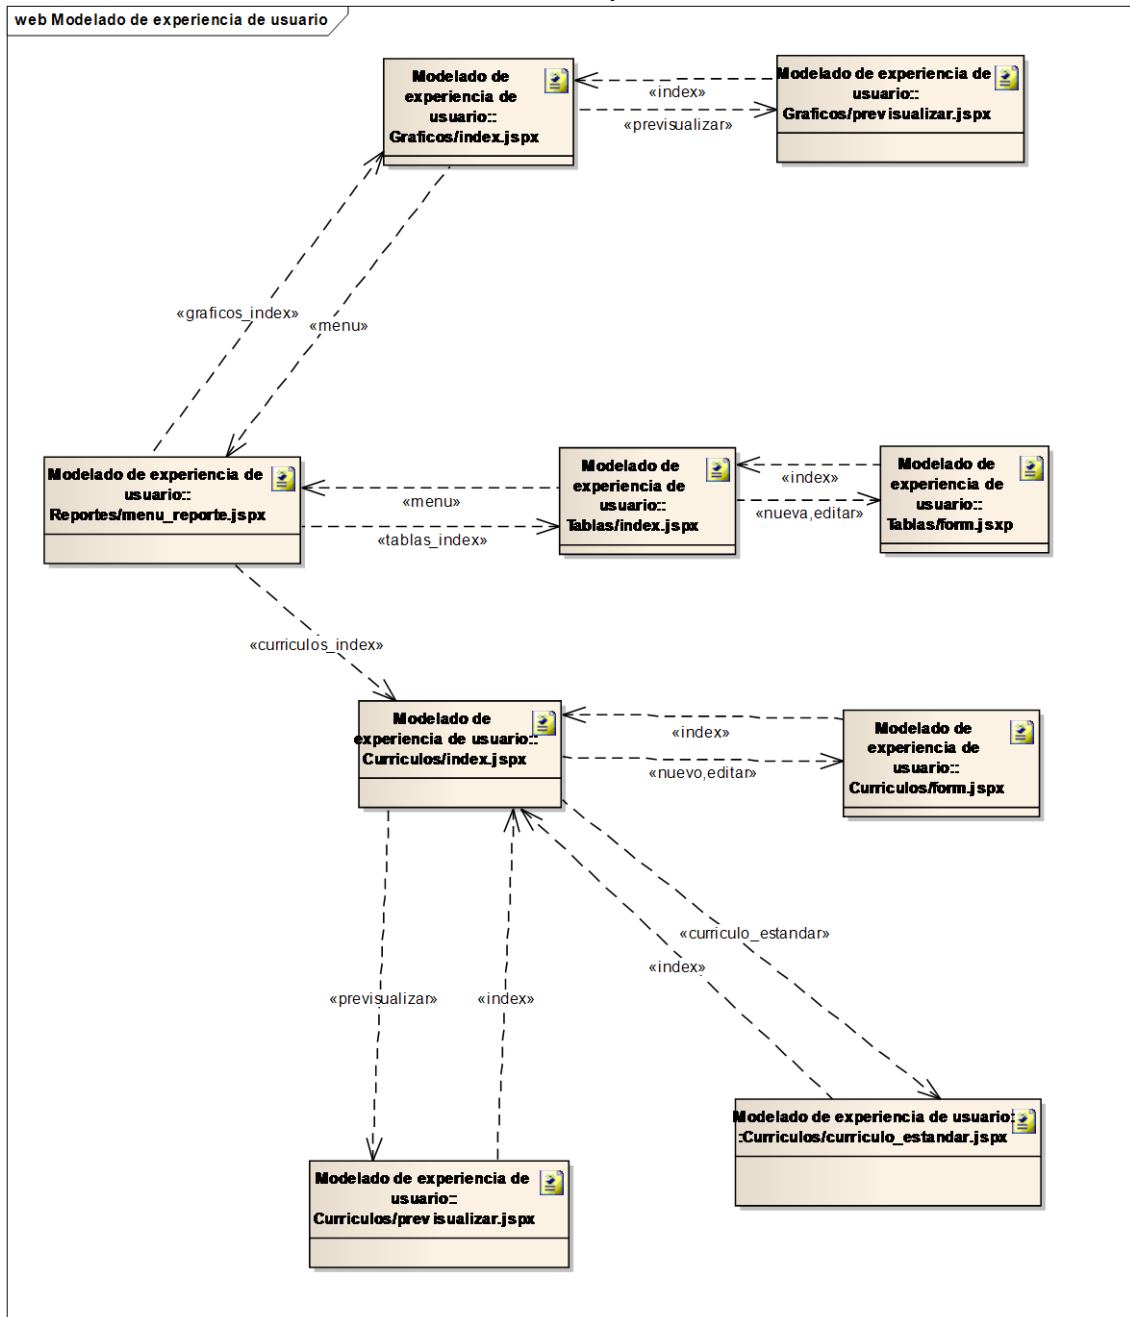 web Modelado de experiencia de usuario
Modelado de
experiencia de
usuario::
Graficos/index.jspx
«index»
«previsualizar»
Modelado de experiencia de
usuario::
Graficos/previsualizar.jspx
«graficos_index»
«menu»
Modelado de experiencia de
usuario::
Reportes/menu_reporte.jspx
«menu»
«tablas_index»
Modelado de
experiencia de
usuario::
Tablas/index.jspx
«index»
«nueva,editar»
Modelado de
experiencia de
usuario::
Tablas/form.jsxp
«curriculos_index»
Modelado de
experiencia de usuario::
Curriculos/index.jspx
«index»
«nuevo,editar»
Modelado de
experiencia de
usuario::
Curriculos/form.jspx
«curriculo_estandar»
«index»
«previsualizar»
«index»
Modelado de experiencia de usuario:
:Curriculos/curriculo_estandar.jspx
Modelado de experiencia de
usuario::
Curriculos/previsualizar.jspx